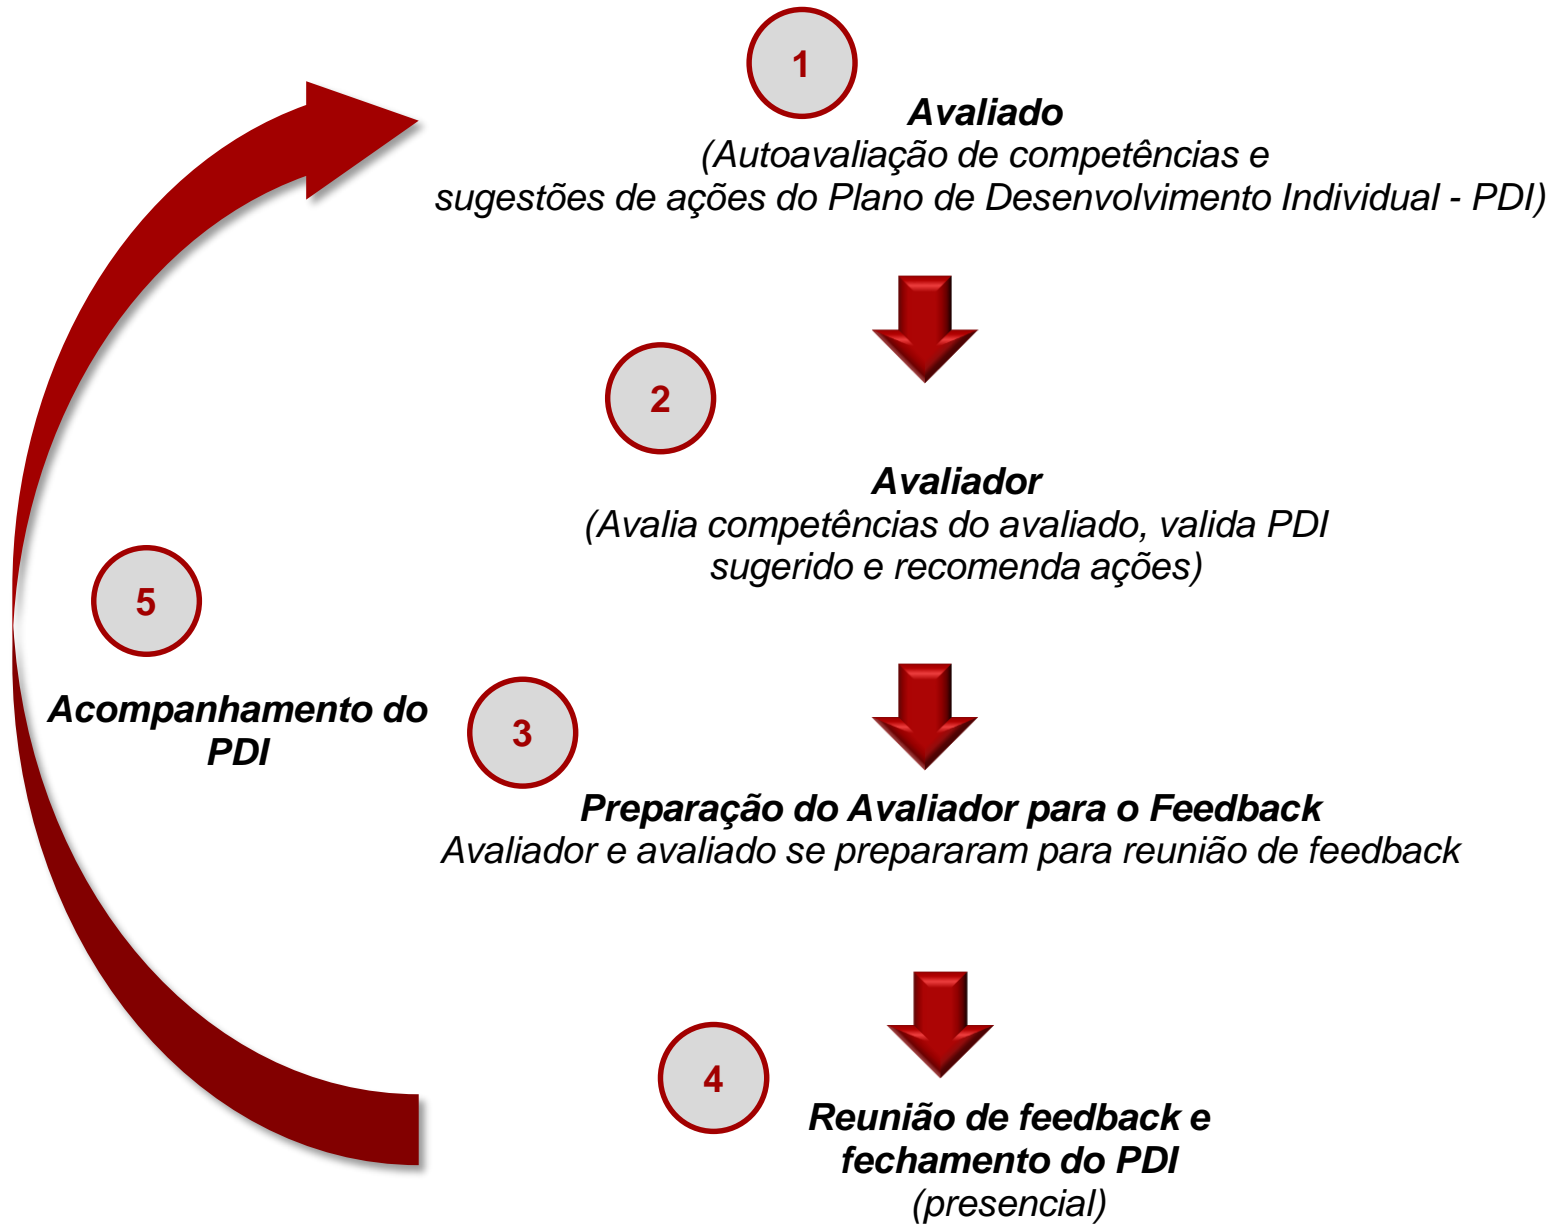 1
Avaliado
(Autoavaliação de competências e
sugestões de ações do Plano de Desenvolvimento Individual - PDI)
2
Avaliador
(Avalia competências do avaliado, valida PDI
sugerido e recomenda ações)
3
Preparação do Avaliador para o Feedback
Avaliador e avaliado se prepararam para reunião de feedback
4
Reunião de feedback e
fechamento do PDI
(presencial)
5
Acompanhamento do
PDI